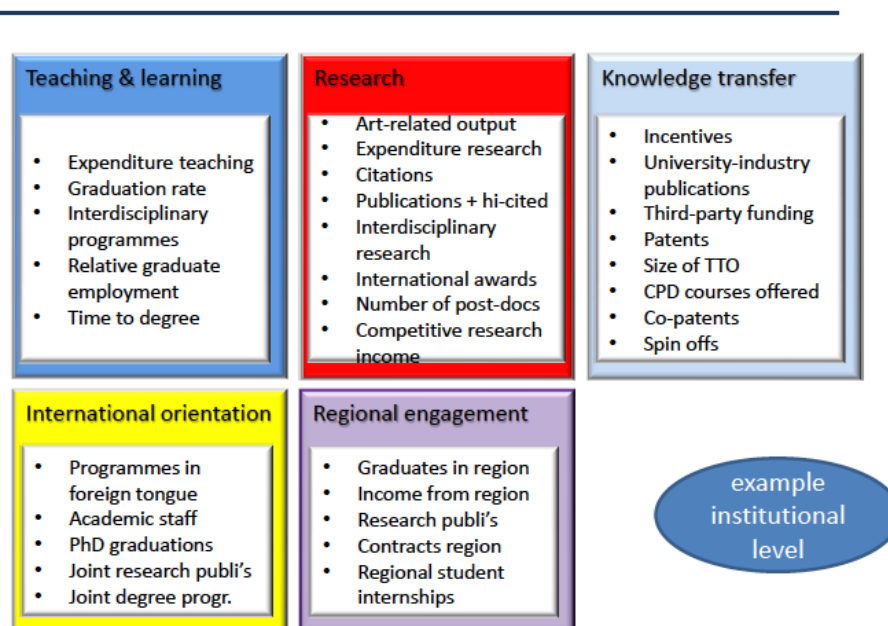 Teaching & learning
• Expenditure teaching
• Graduation rate
• Interdisciplinary
programmes
• Relative graduate
employment
• Time to degree
Research
• Art-related output
• Expenditure research
• Citations
• Publications + hi-cited
• Interdisciplinary
research
• International awards
• Number of post-docs
• Competitive research
income
Knowledge transfer
• Incentives
• University-industry
publications
• Third-party funding
• Patents
• Size of TTO
• CPD courses offered
• Co-patents
• Spin offs
International orientation
• Programmes in
foreign tongue
• Academic staff
• PhD graduations
• Joint research publi's
• Joint degree progr.
Regional engagement
• Graduates in region
• Income from region
• Research publi's
• Contracts region
• Regional student
internships
example
institutional
level